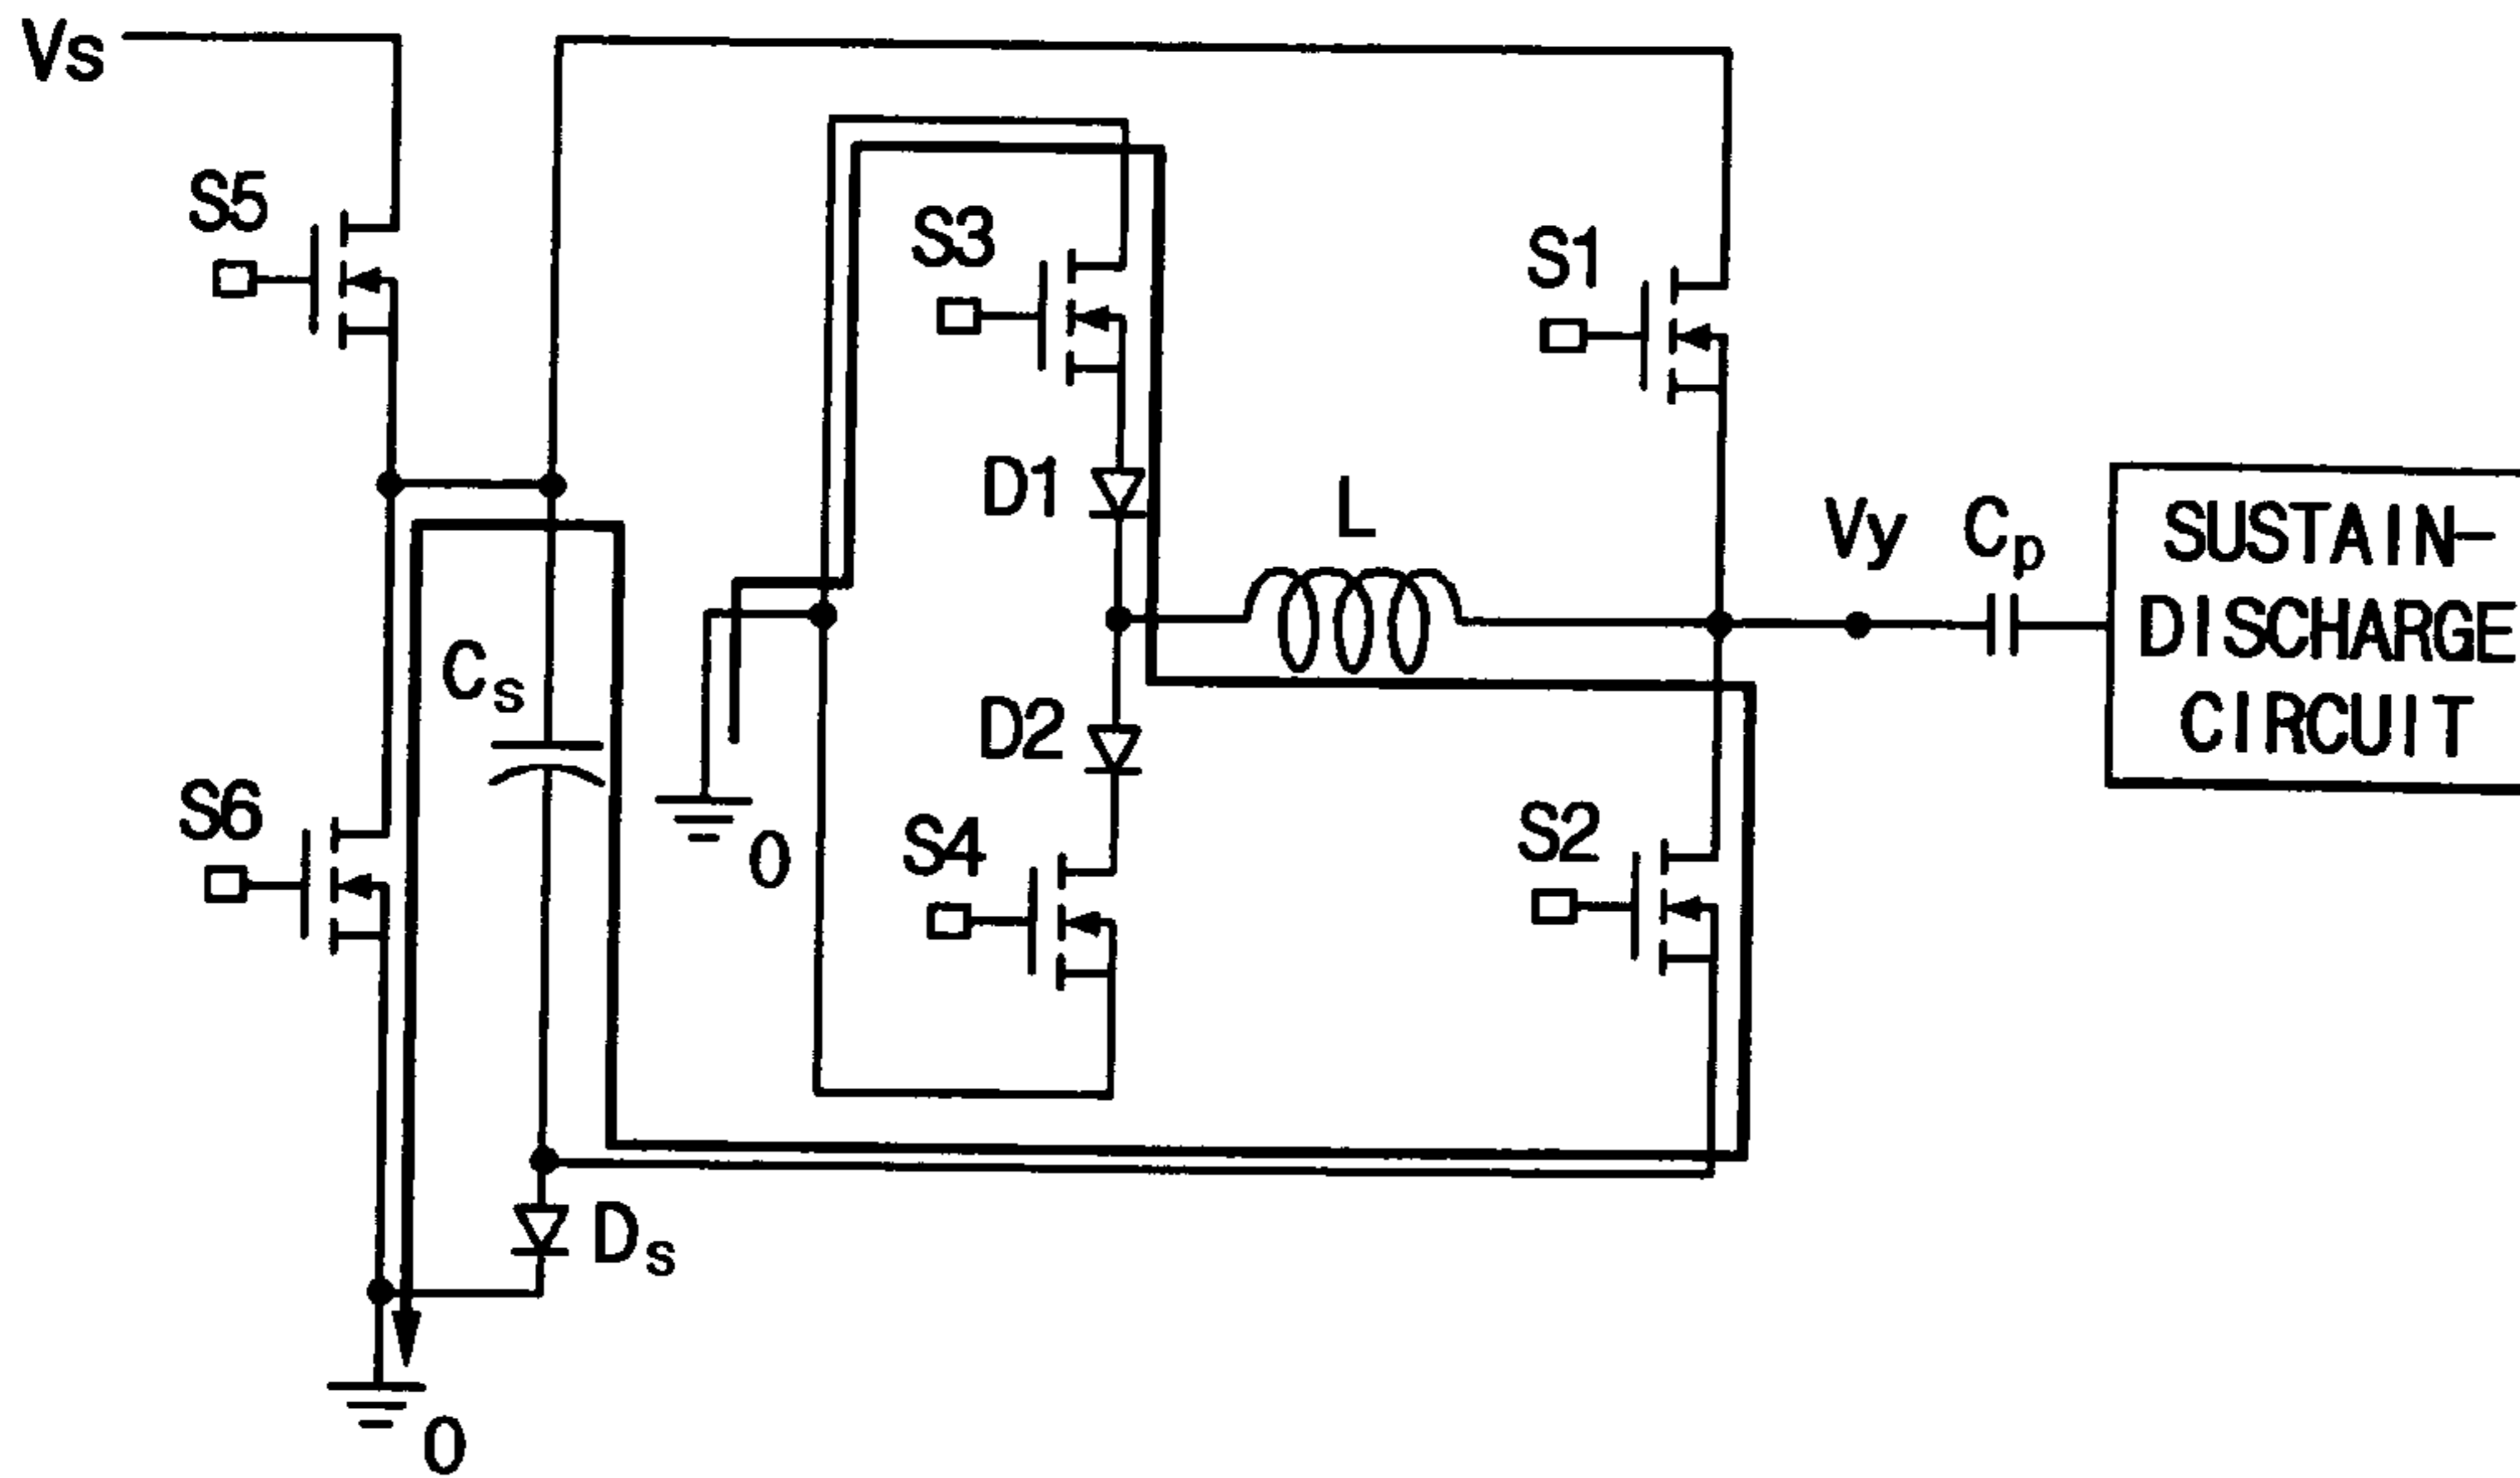 Vs
S5
S3
S1
D1
L
Vy
Cp
SUSTAIN-
DISCHARGE
CIRCUIT
Cs
D2
S6
0
S4
S2
Ds
0